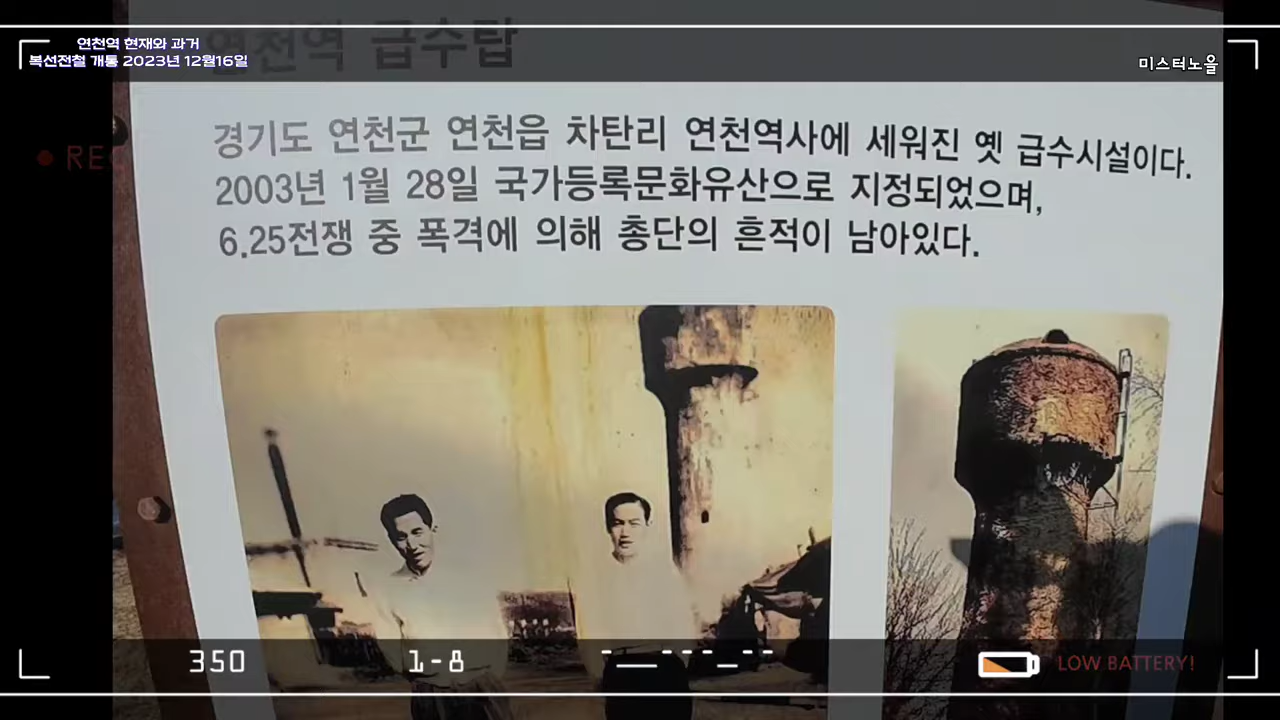 연천역 현재와 과거
복선전철 개통 2023년 12월16일
미스터노을
연천역 급수탑
경기도 연천군 연천읍 차탄리 연천역사에 세워진 옛 급수시설이다.
2003년 1월 28일 국가등록문화유산으로 지정되었으며,
6.25전쟁 중 폭격에 의해 총단의 흔적이 남아있다.
REC
350
1-8
LOW BATTERY!